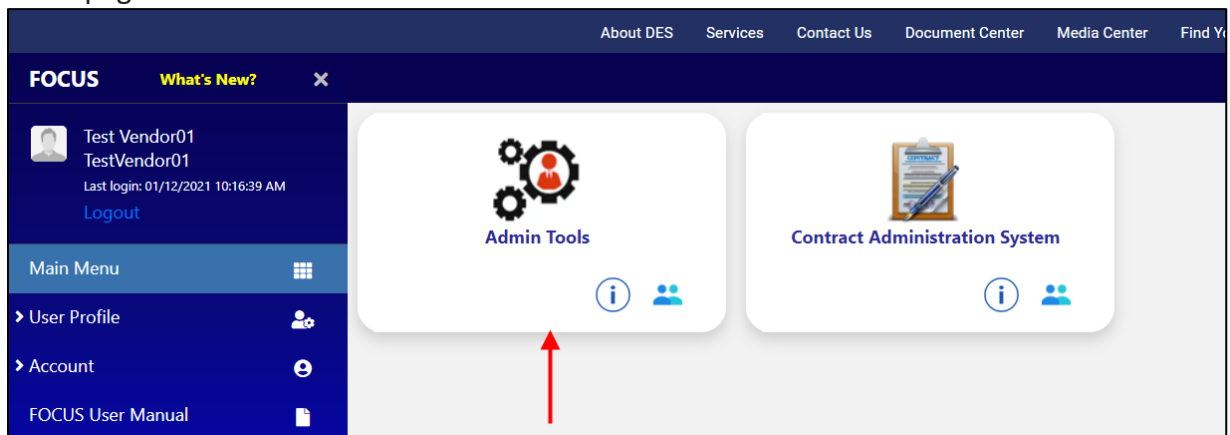 About DES Services Contact Us Document Center Media Center Find
FOCUS What's New?
Test Vendor01
TestVendor01
Last login: 01/12/2021 10:16:39 AM
Logout
Main Menu
User Profile
Account
FOCUS User Manual
Admin Tools
CONTRACT
Contract Administration System